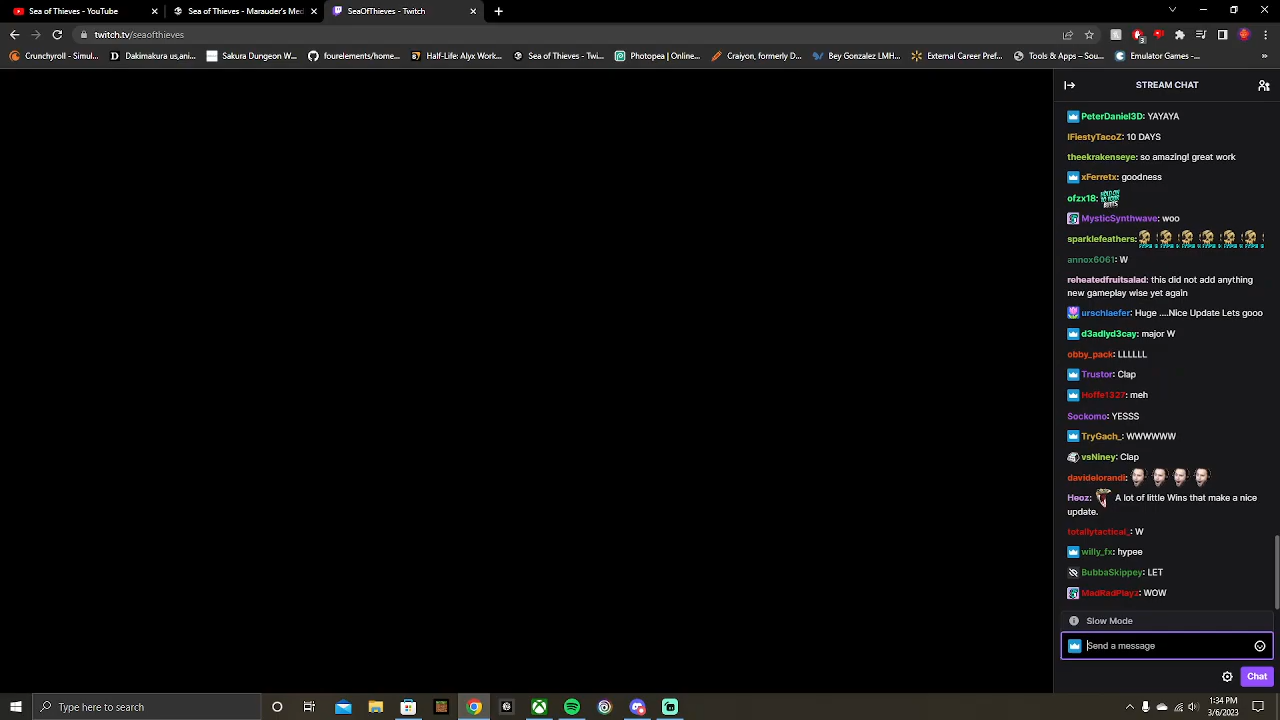 Sea of Thieves - YouTube
Sea of Thieves - Marauder's Med
SeaOfThieves - Twitch
twitch.tv/seaofthieves
3
Crunchyroll - Simul...
Dakimakura us,ani...
Sakura Dungeon W...
fourelements/home...
Half-Life: Alyx Work...
Sea of Thieves - Twi...
Photopea | Online...
Craiyon, formerly D...
Bey Gonzalez LMH...
External Career Pref...
Tools & Apps – Sou...
Emulator Games -...
STREAM CHAT
PeterDaniel3D: YAYAYA
IFiestyTacoZ: 10 DAYS
theekrakenseye: so amazing! great work
xFerretx: goodness
ofzx18:
MysticSynthwave: woo
sparklefeathers:
annox6061: W
reheatedfruitsalad: this did not add anything
new gameplay wise yet again
urschlaefer: Huge ....Nice Update Lets gooo
d3adlyd3cay: major W
obby_pack: LLLLLL
Trustor: Clap
Hoffe1327: meh
Sockomo: YESSS
TryGach_: WWWWWW
vsNiney: Clap
davidelorandi:
Heoz: A lot of little Wins that make a nice
update.
totallytactical_: W
willy_fx: hypee
BubbaSkippey: LET
MadRadPlayz: WOW
Slow Mode
Send a message
Chat
Type here to search
1:34 PM
3/6/2023